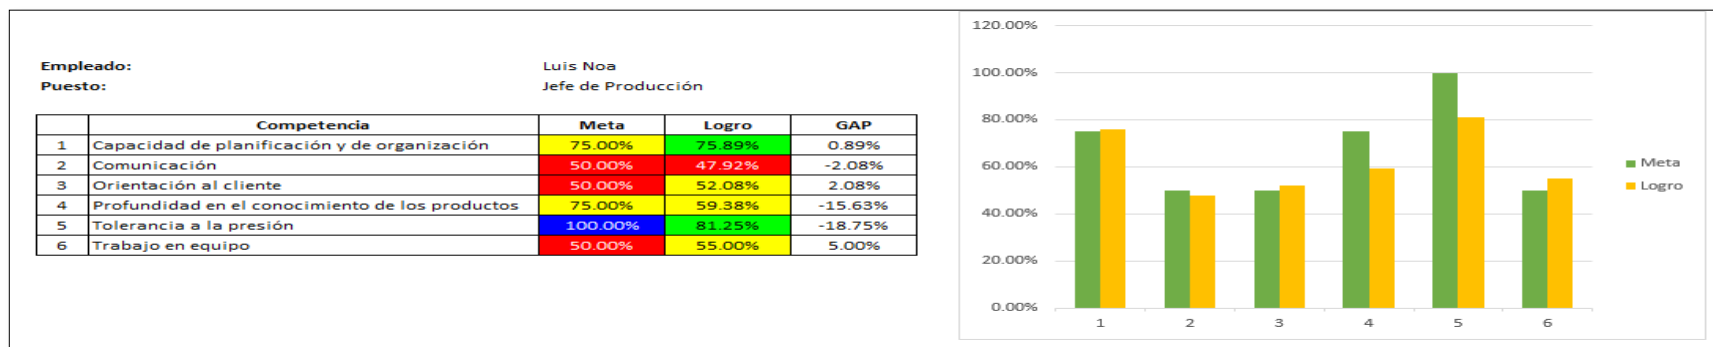 Empleado: Luis Noa
Puesto: Jefe de Producción
Competencia Meta Logro GAP
1 Capacidad de planificación y de organización 75.00% 75.89% 0.89%
2 Comunicación 50.00% 47.92% -2.08%
3 Orientación al cliente 50.00% 52.08% 2.08%
4 Profundidad en el conocimiento de los productos 75.00% 59.38% -15.63%
5 Tolerancia a la presión 100.00% 81.25% -18.75%
6 Trabajo en equipo 50.00% 55.00% 5.00%
120.00%
100.00%
80.00%
60.00%
40.00%
20.00%
0.00%
1 2 3 4 5 6
Meta
Logro